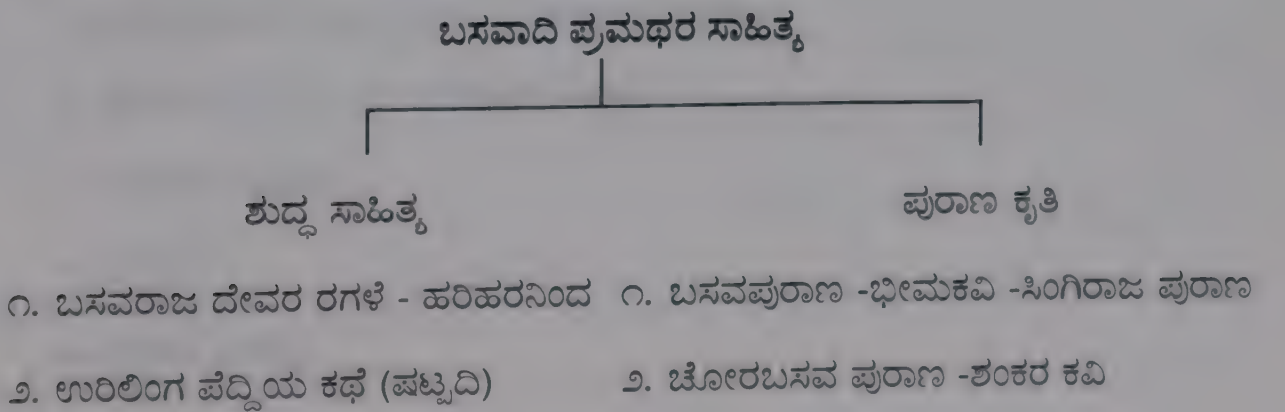 ಬಸವಾದಿ ಪ್ರಮಥರ ಸಾಹಿತ್ಯ
ಶುದ್ಧ ಸಾಹಿತ್ಯ
ಪುರಾಣ ಕೃತಿ
೧. ಬಸವರಾಜ ದೇವರ ರಗಳೆ - ಹರಿಹರನಿಂದ
೧. ಬಸವಪುರಾಣ -ಭೀಮಕವಿ -ಸಿಂಗಿರಾಜ ಪುರಾಣ
೨. ಉರಿಲಿಂಗ ಪೆದ್ದಿಯ ಕಥೆ (ಷಟ್ಪದಿ)
೨. ಚೋರಬಸವ ಪುರಾಣ -ಶಂಕರ ಕವಿ